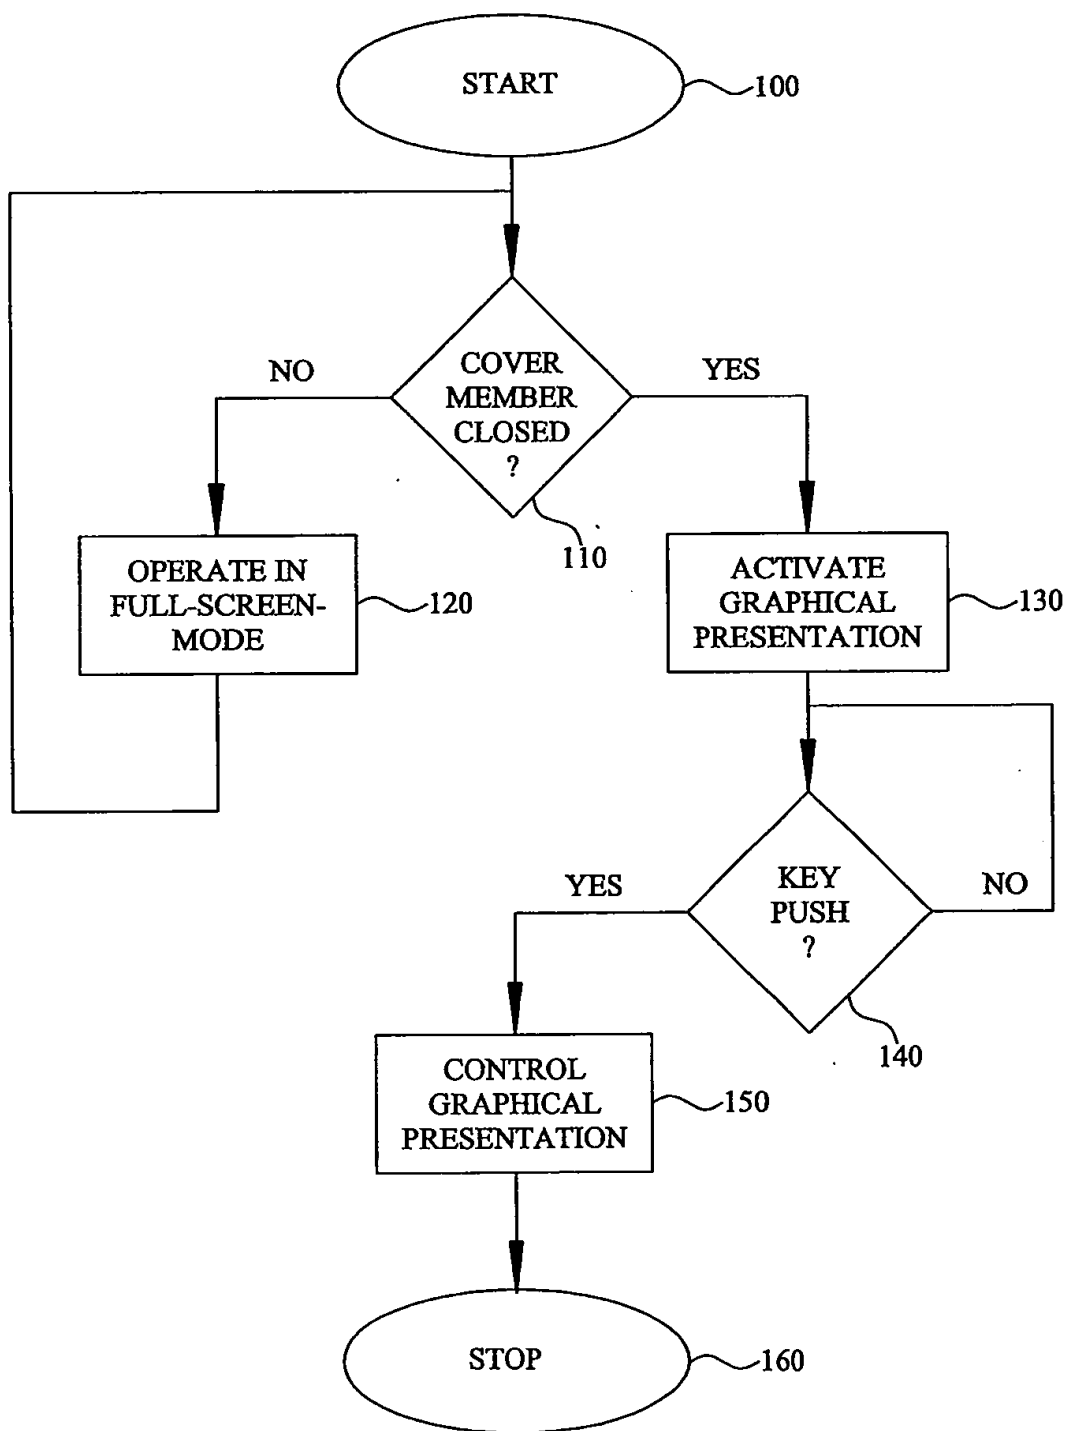 START
100
NO
COVER
MEMBER
CLOSED
?
YES
110
OPERATE IN
FULL-SCREEN-
MODE
120
ACTIVATE
GRAPHICAL
PRESENTATION
130
YES
KEY
PUSH
?
NO
140
CONTROL
GRAPHICAL
PRESENTATION
150
STOP
160